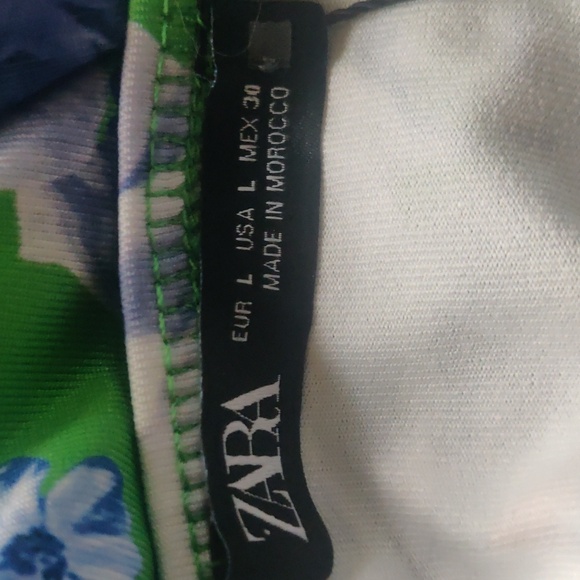 ZARA
EUR L USA L MEX 30
MADE IN MOROCCO